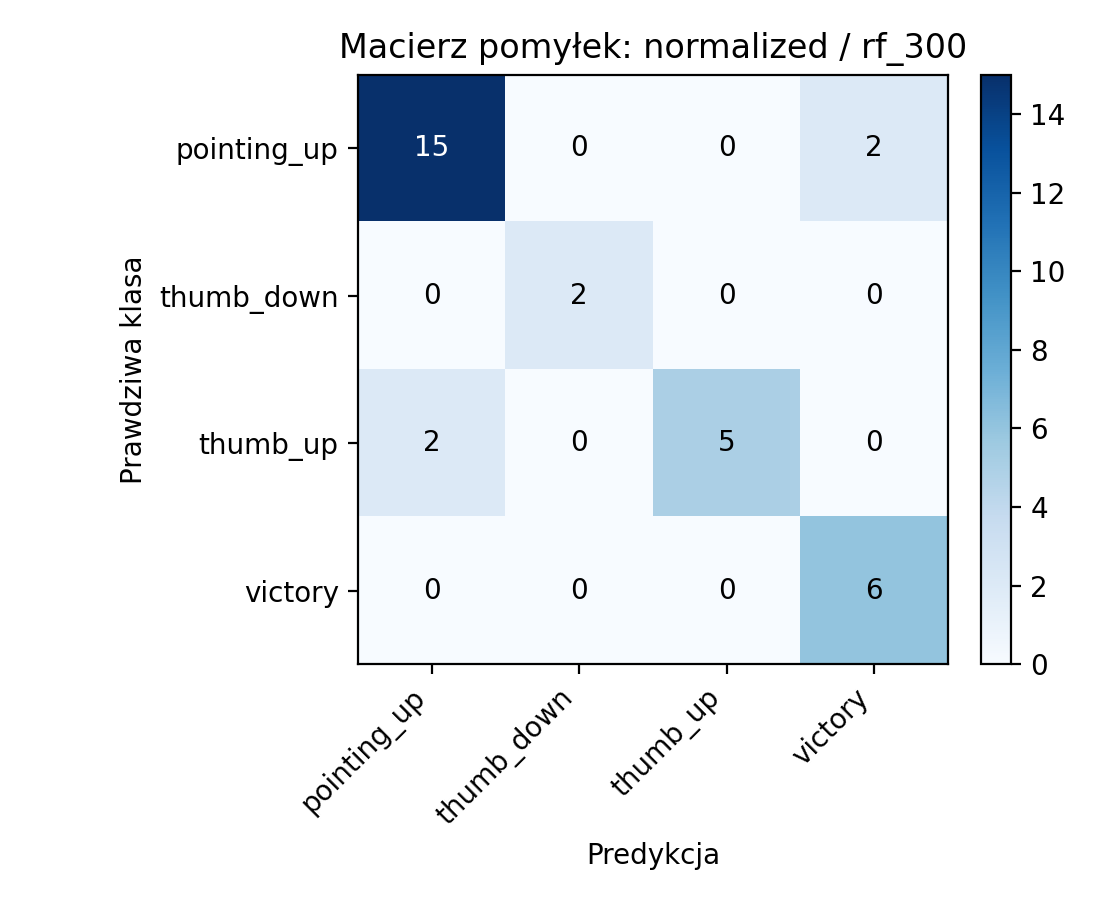 Macierz pomyłek: normalized / rf_300
pointing_up 15 0 0 2
thumb_down 0 2 0 0
thumb_up 2 0 5 0
victory 0 0 0 6
Prawdziwa klasa
pointing_up thumb_down thumb_up victory
Predykcja
14
12
10
8
6
4
2
0